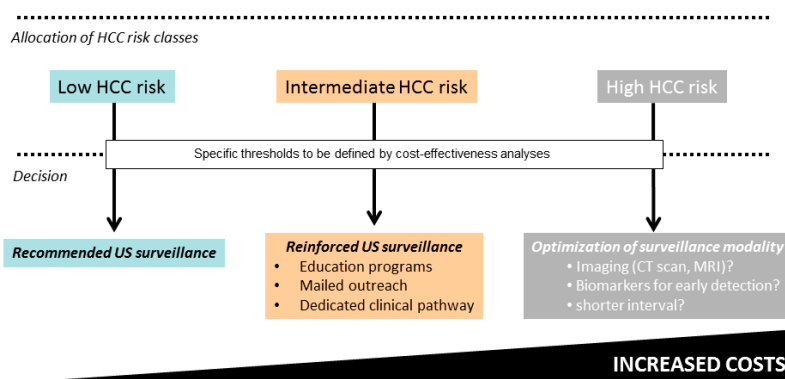 Allocation of HCC risk classes
Low HCC risk
Intermediate HCC risk
High HCC risk
Specific thresholds to be defined by cost-effectiveness analyses
Decision
Recommended US surveillance
Reinforced US surveillance
• Education programs
• Mailed outreach
• Dedicated clinical pathway
Optimization of surveillance modality
• Imaging (CT scan, MRI)?
• Biomarkers for early detection?
• shorter interval?
INCREASED COSTS